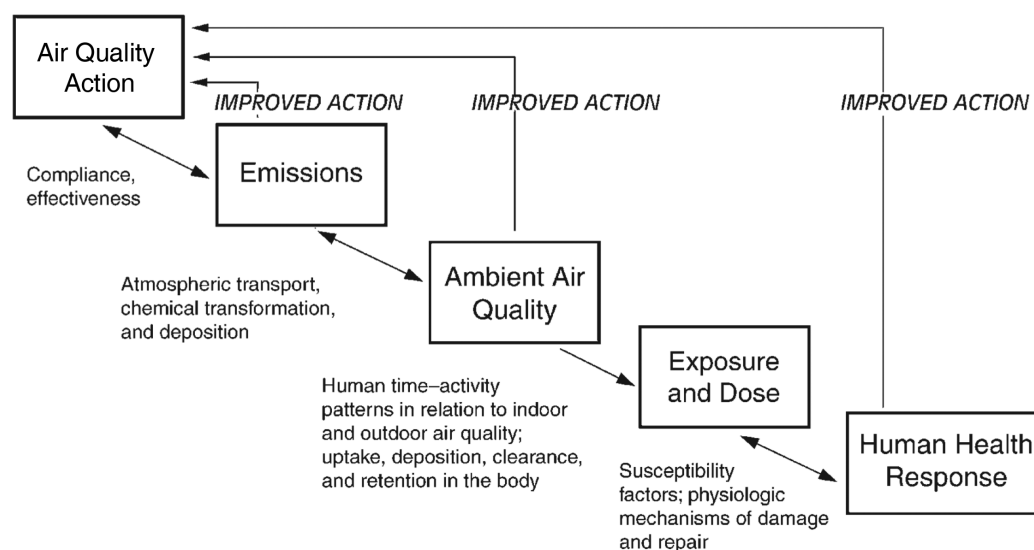 Air Quality
Action
IMPROVED ACTION
IMPROVED ACTION
IMPROVED ACTION
Emissions
Compliance,
effectiveness
Ambient Air
Quality
Atmospheric transport,
chemical transformation,
and deposition
Exposure
and Dose
Human time–activity
patterns in relation to indoor
and outdoor air quality;
uptake, deposition, clearance,
and retention in the body
Human Health
Response
Susceptibility
factors; physiologic
mechanisms of damage
and repair